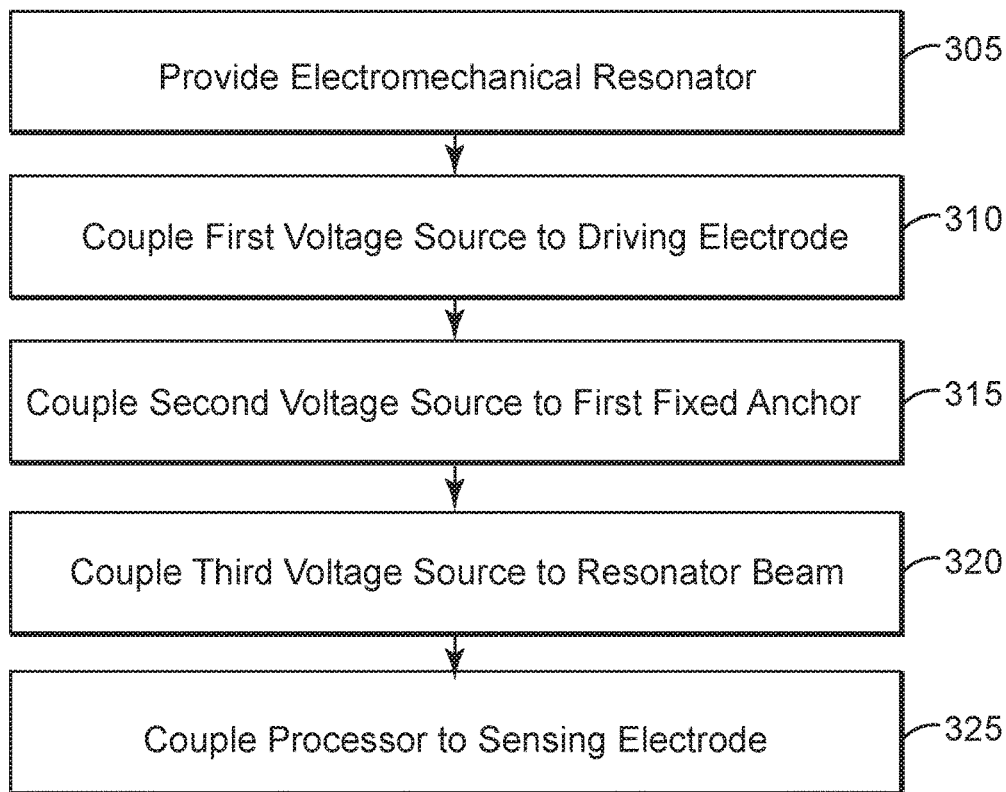 Provide Electromechanical Resonator
305
Couple First Voltage Source to Driving Electrode
310
Couple Second Voltage Source to First Fixed Anchor
315
Couple Third Voltage Source to Resonator Beam
320
Couple Processor to Sensing Electrode
325